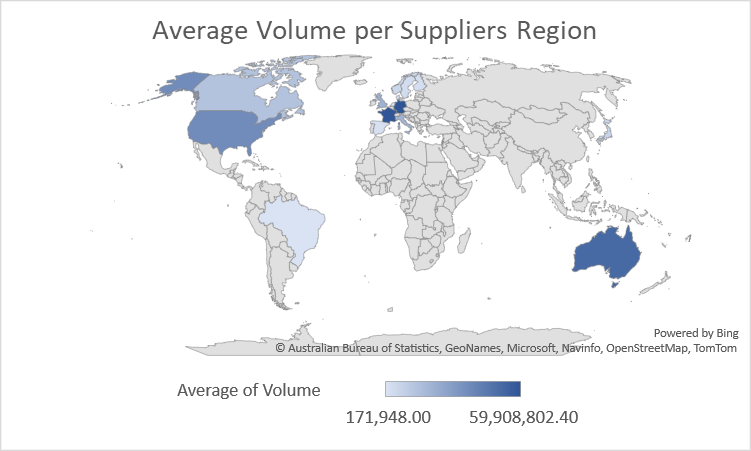 Average Volume per Suppliers Region
Powered by Bing
© Australian Bureau of Statistics, GeoNames, Microsoft, Navinfo, OpenStreetMap, TomTom
Average of Volume
171,948.00 59,908,802.40